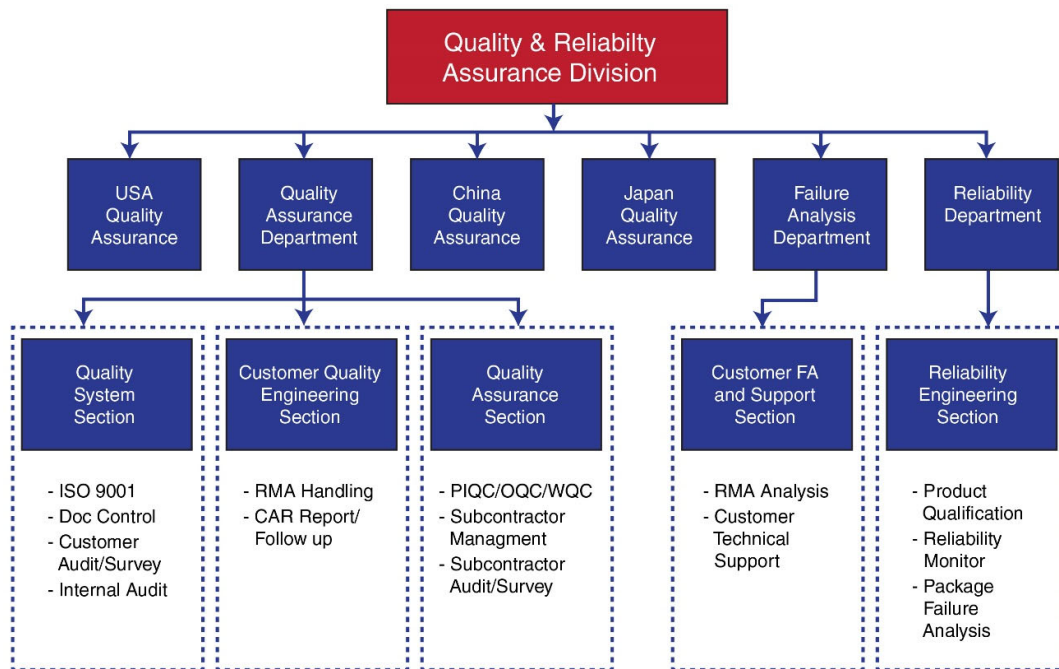 Quality & Reliabilty
Assurance Division
USA
Quality
Assurance
Quality
Assurance
Department
China
Quality
Assurance
Japan
Quality
Assurance
Failure
Analysis
Department
Reliability
Department
Quality
System
Section
Customer Quality
Engineering
Section
Quality
Assurance
Section
Customer FA
and Support
Section
Reliability
Engineering
Section
- ISO 9001
- Doc Control
- Customer
Audit/Survey
- Internal Audit
- RMA Handling
- CAR Report/
Follow up
- PIQC/OQC/WQC
- Subcontractor
Managment
- Subcontractor
Audit/Survey
- RMA Analysis
- Customer
Technical
Support
- Product
Qualification
- Reliability
Monitor
- Package
Failure
Analysis